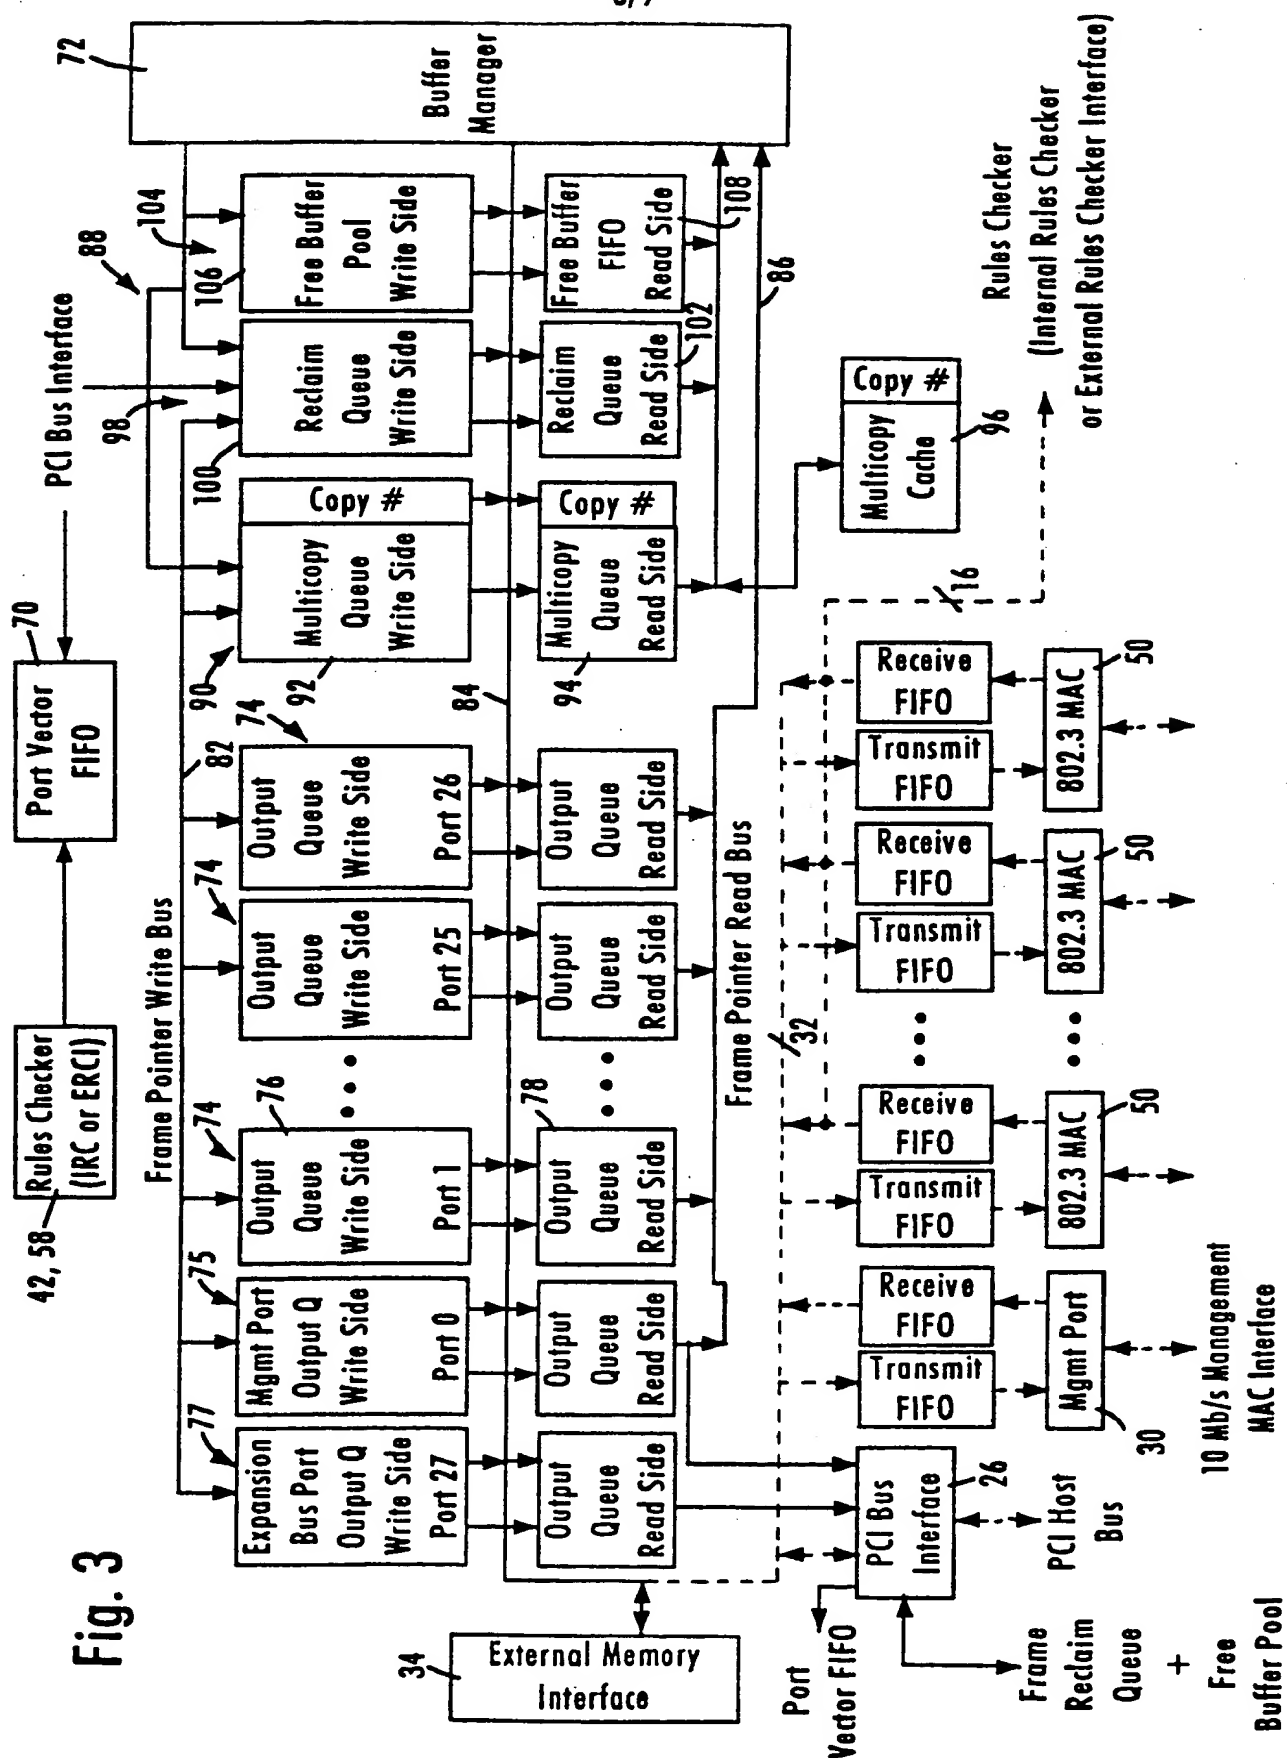 Fig. 3
72
Buffer
Manager
70
Port Vector
FIFO
PCI Bus Interface
Rules Checker
(IRC or ERCI)
42, 58
Frame Pointer Write Bus
82
88
98
104
77
Expansion
Bus Port
Output Q
Write Side
Port 27
75
Mgmt Port
Output Q
Write Side
Port 0
74
76
Output
Queue
Write Side
Port 1
74
Output
Queue
Write Side
Port 25
74
Output
Queue
Write Side
Port 26
90
92
Multicopy
Queue
Write Side
Copy #
100
Reclaim
Queue
Write Side
106
Free Buffer
Pool
Write Side
84
Output
Queue
Read Side
Output
Queue
Read Side
78
Output
Queue
Read Side
Output
Queue
Read Side
Output
Queue
Read Side
94
Multicopy
Queue
Read Side
Copy #
Reclaim
Queue
Read Side
102
Free Buffer
FIFO
Read Side
108
Frame Pointer Read Bus
86
34
External Memory
Interface
32
16
Multicopy
Cache
Copy #
96
Rules Checker
(Internal Rules Checker
or External Rules Checker Interface)
PCI Bus
Interface
26
Port
Vector FIFO
Frame
Reclaim
Queue
+
Free
Buffer Pool
PCI Host
Bus
Transmit
FIFO
Receive
FIFO
Mgmt Port
30
10 Mb/s Management
MAC Interface
Transmit
FIFO
Receive
FIFO
802.3 MAC
50
Transmit
FIFO
Receive
FIFO
802.3 MAC
50
Transmit
FIFO
Receive
FIFO
802.3 MAC
50